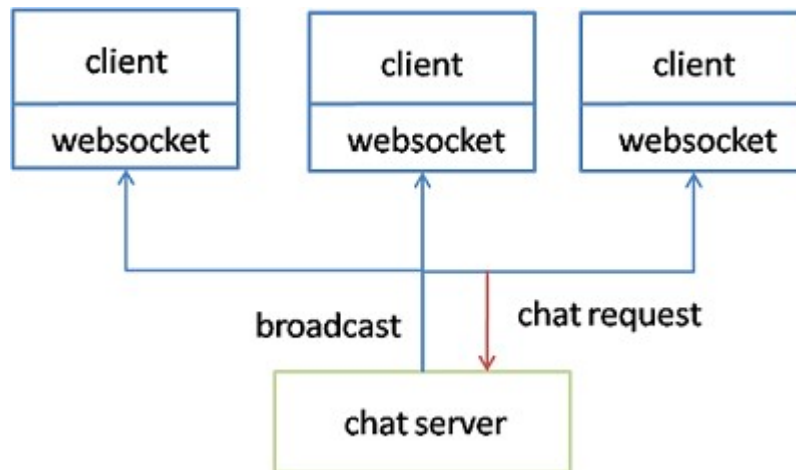 client
client
client
websocket
websocket
websocket
broadcast
chat request
chat server